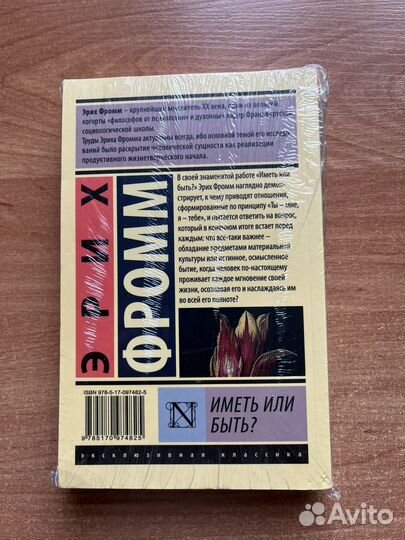 Эрих Фромм – крупнейший мыслитель XX века, один из великой
когорты «философов от психологии» и духовный лидер Франкфуртской
социологической школы.
Труды Эриха Фромма актуальны всегда, ибо основной темой его исследо-
ваний было раскрытие человеческой сущности как реализации
продуктивного жизнетворческого начала.
ЭРИХ
ФРОММ
В своей знаменитой работе «Иметь или
быть?» Эрих Фромм наглядно демон-
стрирует, к чему приводят отношения,
сформированные по принципу «Ты – мне,
я – тебе», и пытается ответить на вопрос,
который в конечном итоге встает перед
каждым: что все-таки важнее –
обладание предметами материальной
культуры или истинное, осмысленное
бытие, когда человек по-настоящему
проживает каждое мгновение своей
жизни, осознавая его и наслаждаясь им
во всей его полноте?
ISBN 978-5-17-097482-5
9 785170 974825
N
ИМЕТЬ ИЛИ
БЫТЬ?
эксклюзивная классика
Avito